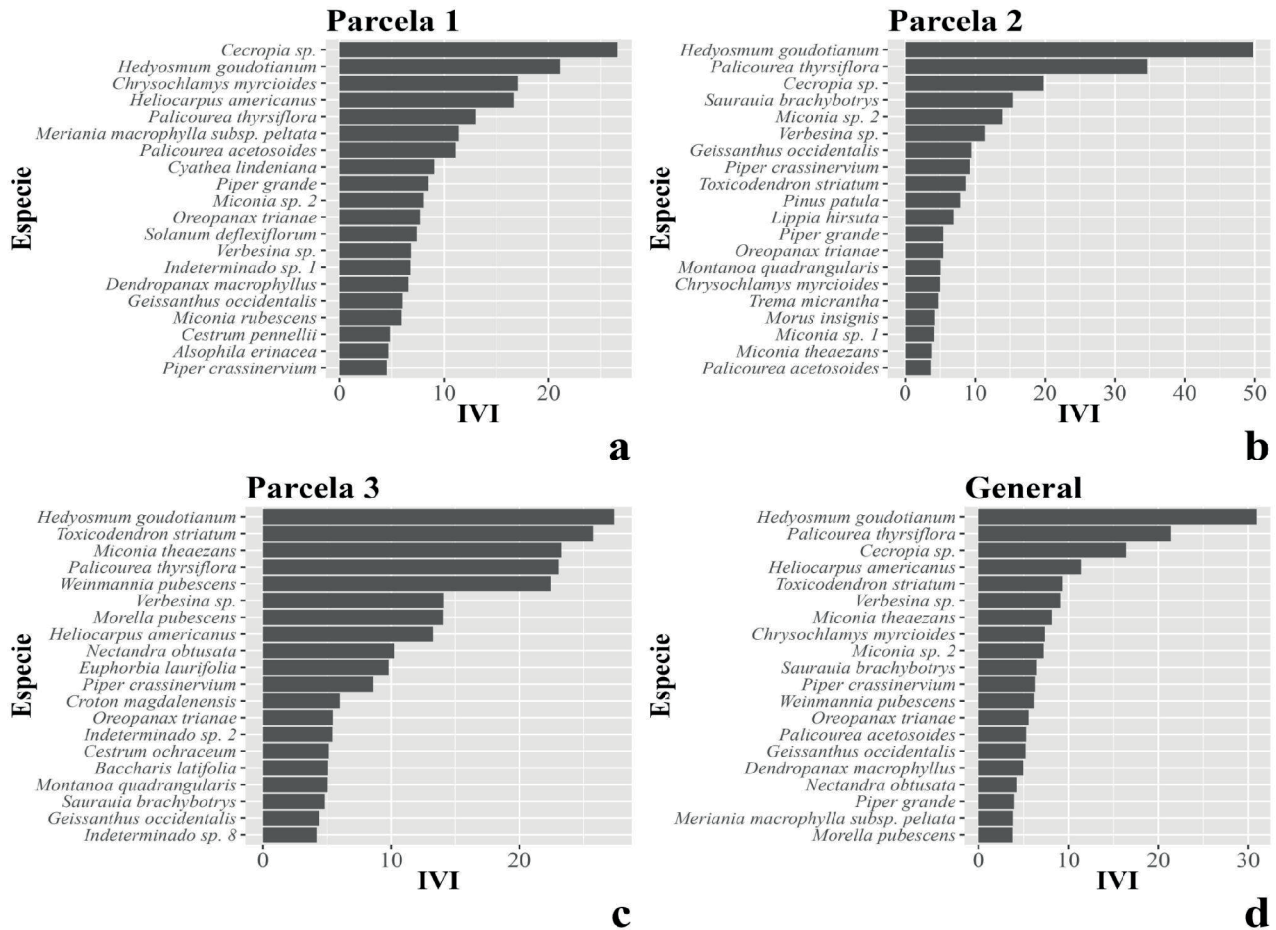 Parcela 1
Especie
Cecropia sp.
Hedyosmum goudotianum
Chrysochlamys myrcioides
Heliocarpus americanus
Palicourea thyrsiflora
Meriania macrophylla subsp. peltata
Palicourea acetosoides
Cyathea lindeniana
Piper grande
Miconia sp. 2
Oreopanax trianae
Solanum deflexiflorum
Verbesina sp.
Indeterminado sp. 1
Dendropanax macrophyllus
Geissanthus occidentalis
Miconia rubescens
Cestrum pennellii
Alsophila erinacea
Piper crassinervium
0 10 20
IVI
a
Parcela 2
Especie
Hedyosmum goudotianum
Palicourea thyrsiflora
Cecropia sp.
Saurauia brachybotrys
Miconia sp. 2
Verbesina sp.
Geissanthus occidentalis
Piper crassinervium
Toxicodendron striatum
Pinus patula
Lippia hirsuta
Piper grande
Oreopanax trianae
Montanoa quadrangularis
Chrysochlamys myrcioides
Trema micrantha
Morus insignis
Miconia sp. 1
Miconia theaezans
Palicourea acetosoides
0 10 20 30 40 50
IVI
b
Parcela 3
Especie
Hedyosmum goudotianum
Toxicodendron striatum
Miconia theaezans
Palicourea thyrsiflora
Weinmannia pubescens
Verbesina sp.
Morella pubescens
Heliocarpus americanus
Nectandra obtusata
Euphorbia laurifolia
Piper crassinervium
Croton magdalenensis
Oreopanax trianae
Indeterminado sp. 2
Cestrum ochraceum
Baccharis latifolia
Montanoa quadrangularis
Saurauia brachybotrys
Geissanthus occidentalis
Indeterminado sp. 8
0 10 20
IVI
c
General
Especie
Hedyosmum goudotianum
Palicourea thyrsiflora
Cecropia sp.
Heliocarpus americanus
Toxicodendron striatum
Verbesina sp.
Miconia theaezans
Chrysochlamys myrcioides
Miconia sp. 2
Saurauia brachybotrys
Piper crassinervium
Weinmannia pubescens
Oreopanax trianae
Palicourea acetosoides
Geissanthus occidentalis
Dendropanax macrophyllus
Nectandra obtusata
Piper grande
Meriania macrophylla subsp. peltata
Morella pubescens
0 10 20 30
IVI
d